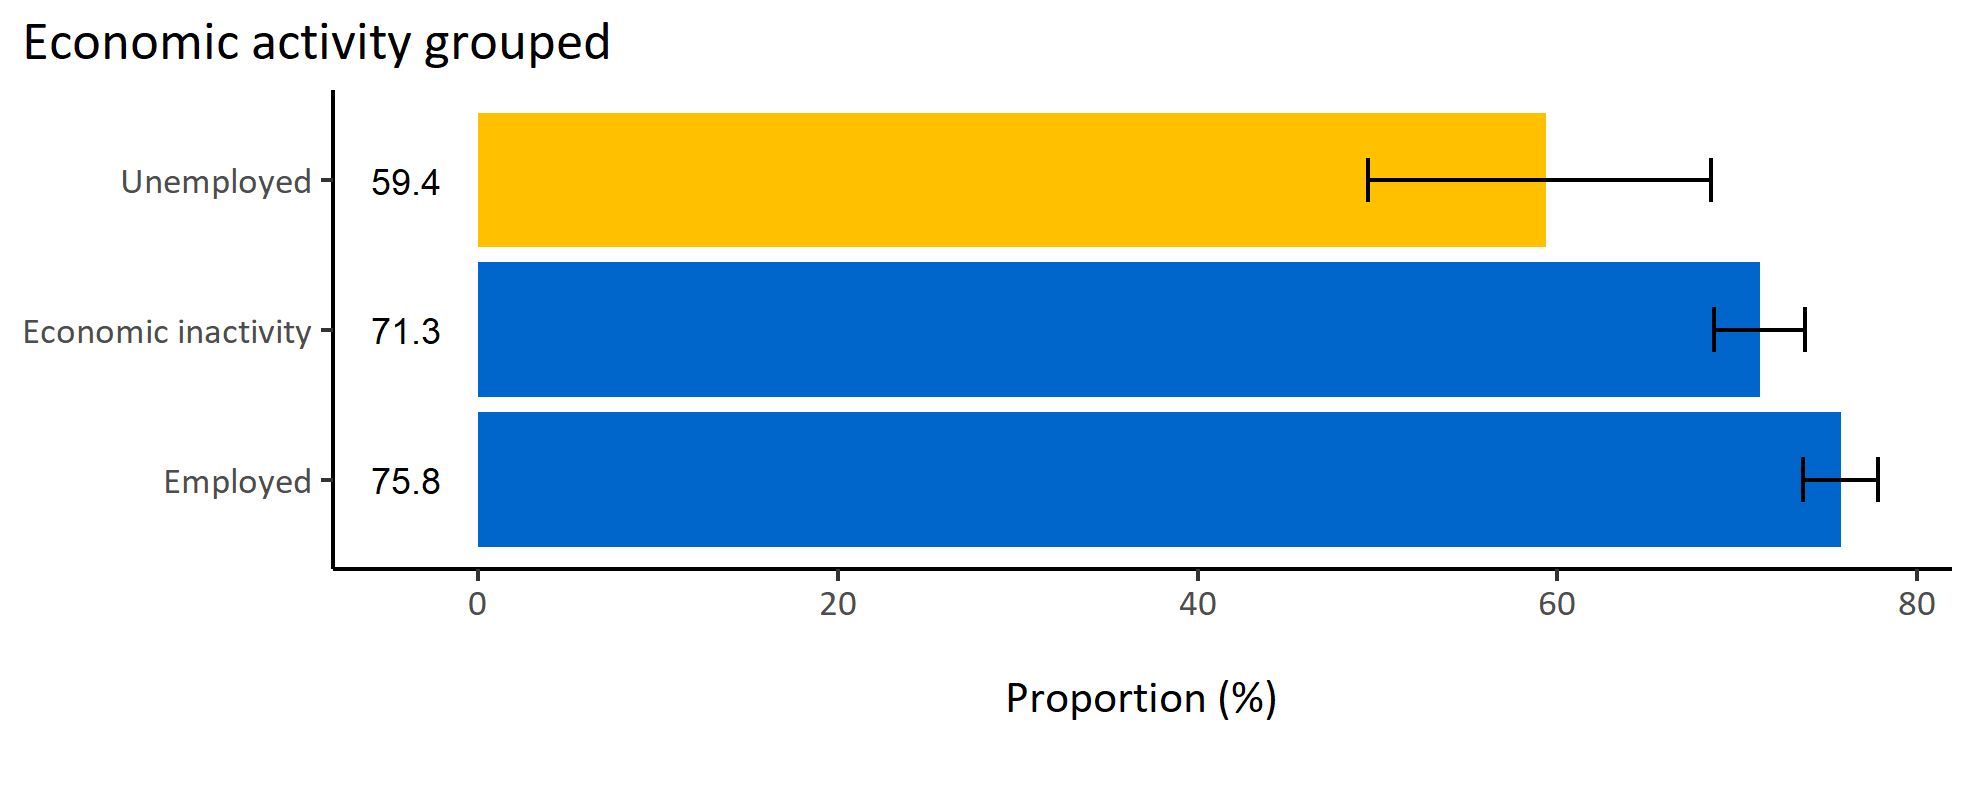 Economic activity grouped
Unemployed 59.4
Economic inactivity 71.3
Employed 75.8
0 20 40 60 80
Proportion (%)